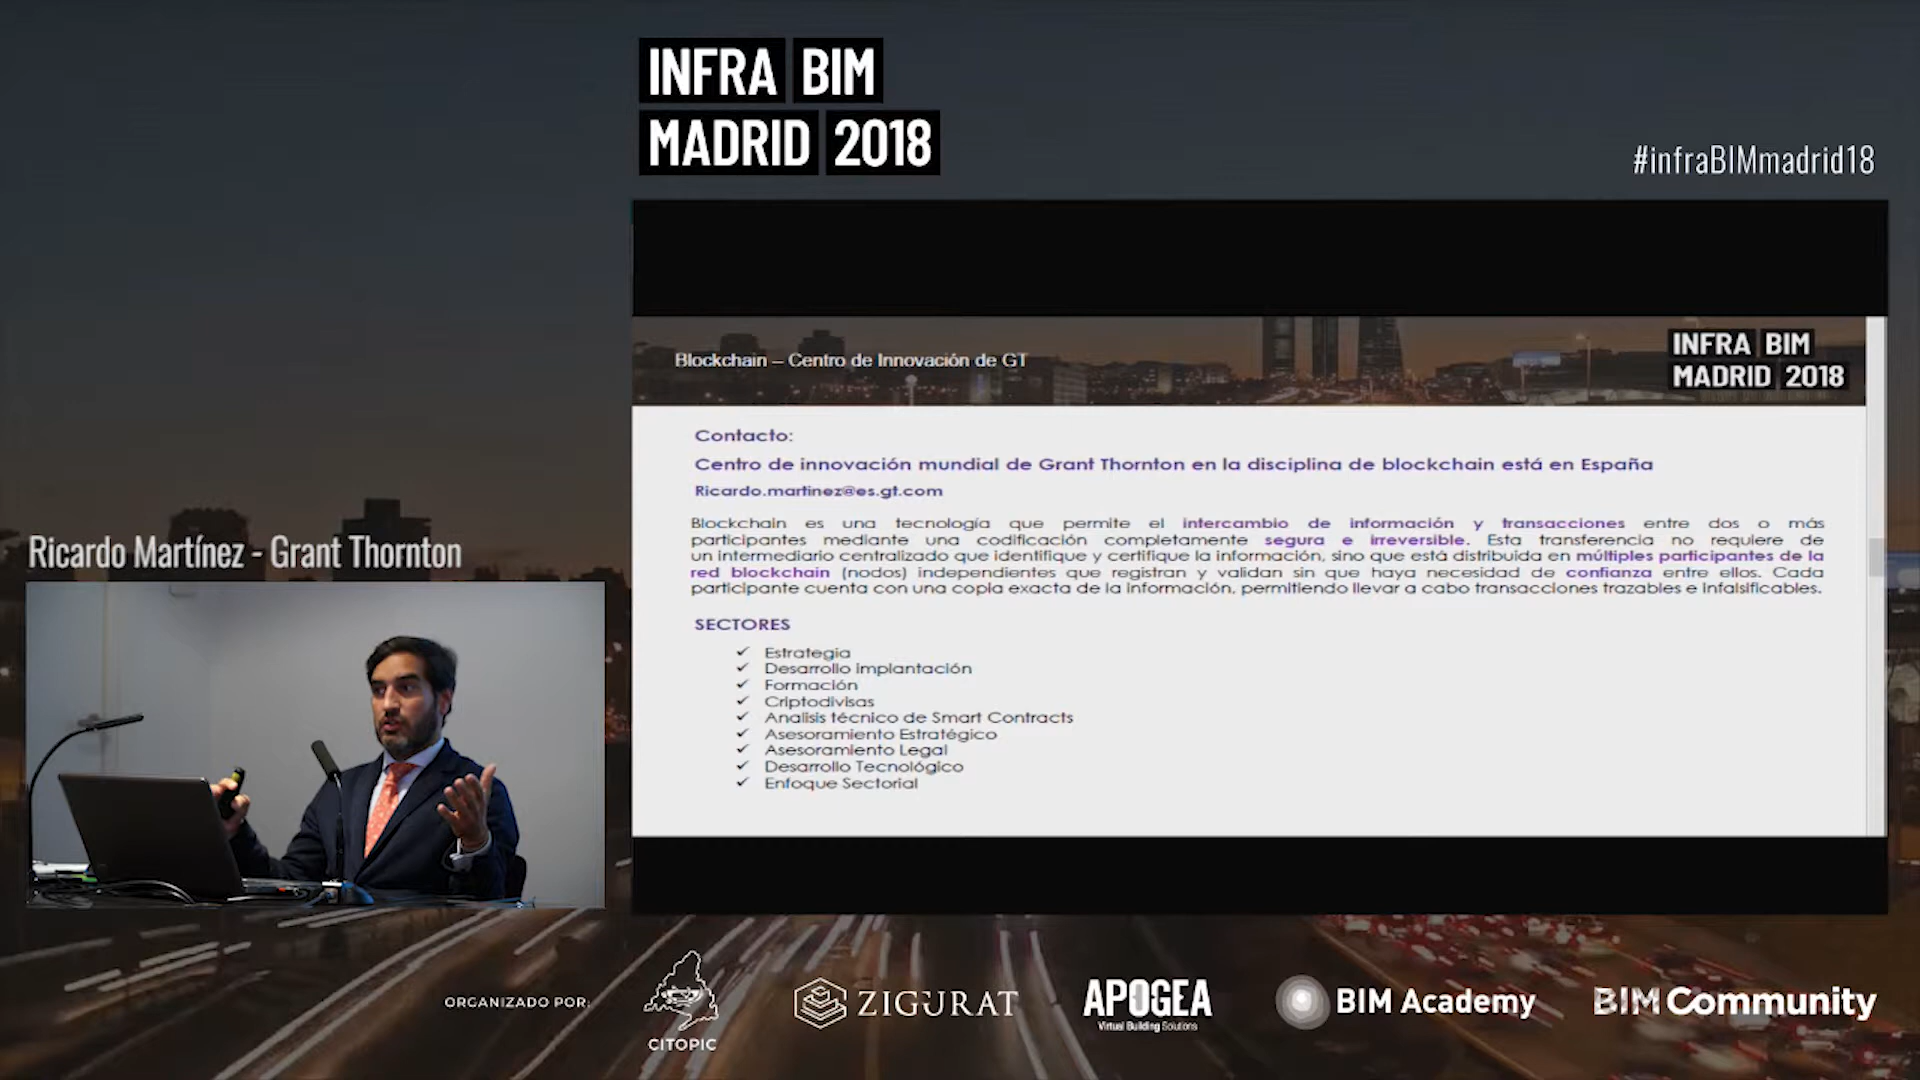 INFRA BIM
MADRID 2018
#infraBIMmadrid18
Blockchain – Centro de Innovación de GT
INFRA BIM
MADRID 2018
Contacto:
Centro de innovación mundial de Grant Thornton en la disciplina de blockchain está en España
Ricardo.martinez@es.gt.com
Blockchain es una tecnología que permite el intercambio de información y transacciones entre dos o más
participantes mediante una codificación completamente segura e irreversible. Esta transferencia no requiere de
un intermediario centralizado que identifique y certifique la información, sino que está distribuida en múltiples participantes de la
red blockchain (nodos) independientes que registran y validan sin que haya necesidad de confianza entre ellos. Cada
participante cuenta con una copia exacta de la información, permitiendo llevar a cabo transacciones trazables e infalsificables.
SECTORES
✓ Estrategia
✓ Desarrollo implantación
✓ Formación
✓ Criptodivisas
✓ Analisis técnico de Smart Contracts
✓ Asesoramiento Estratégico
✓ Asesoramiento Legal
✓ Desarrollo Tecnológico
✓ Enfoque Sectorial
Ricardo Martínez - Grant Thornton
ORGANIZADO POR:
CITOPIC
ZIGURAT
APOGEA
Virtual Building Solutions
BIM Academy
BIM Community